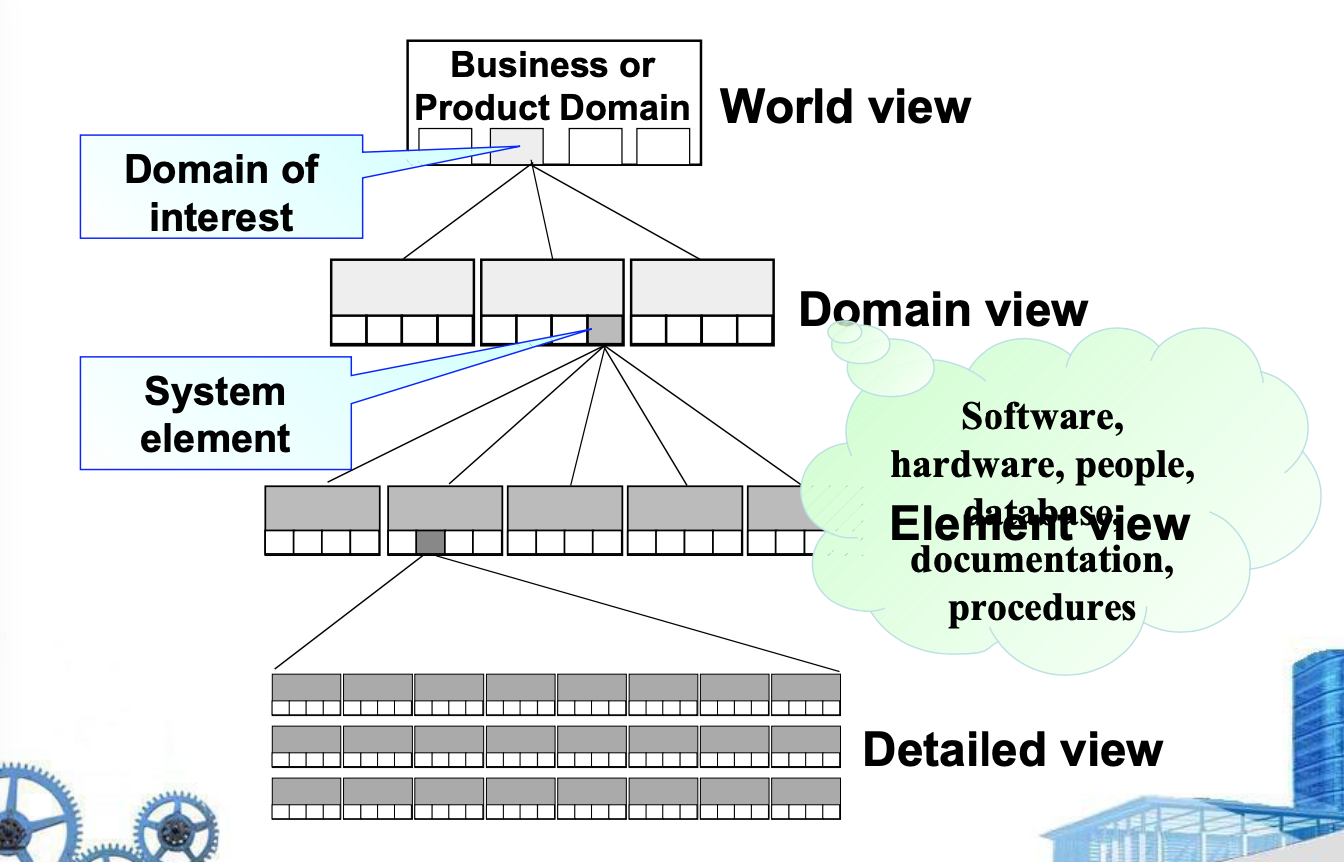 Business or
Product Domain
World view
Domain of
interest
Domain view
System
element
Software,
hardware, people,
database,
Element view
documentation,
procedures
Detailed view